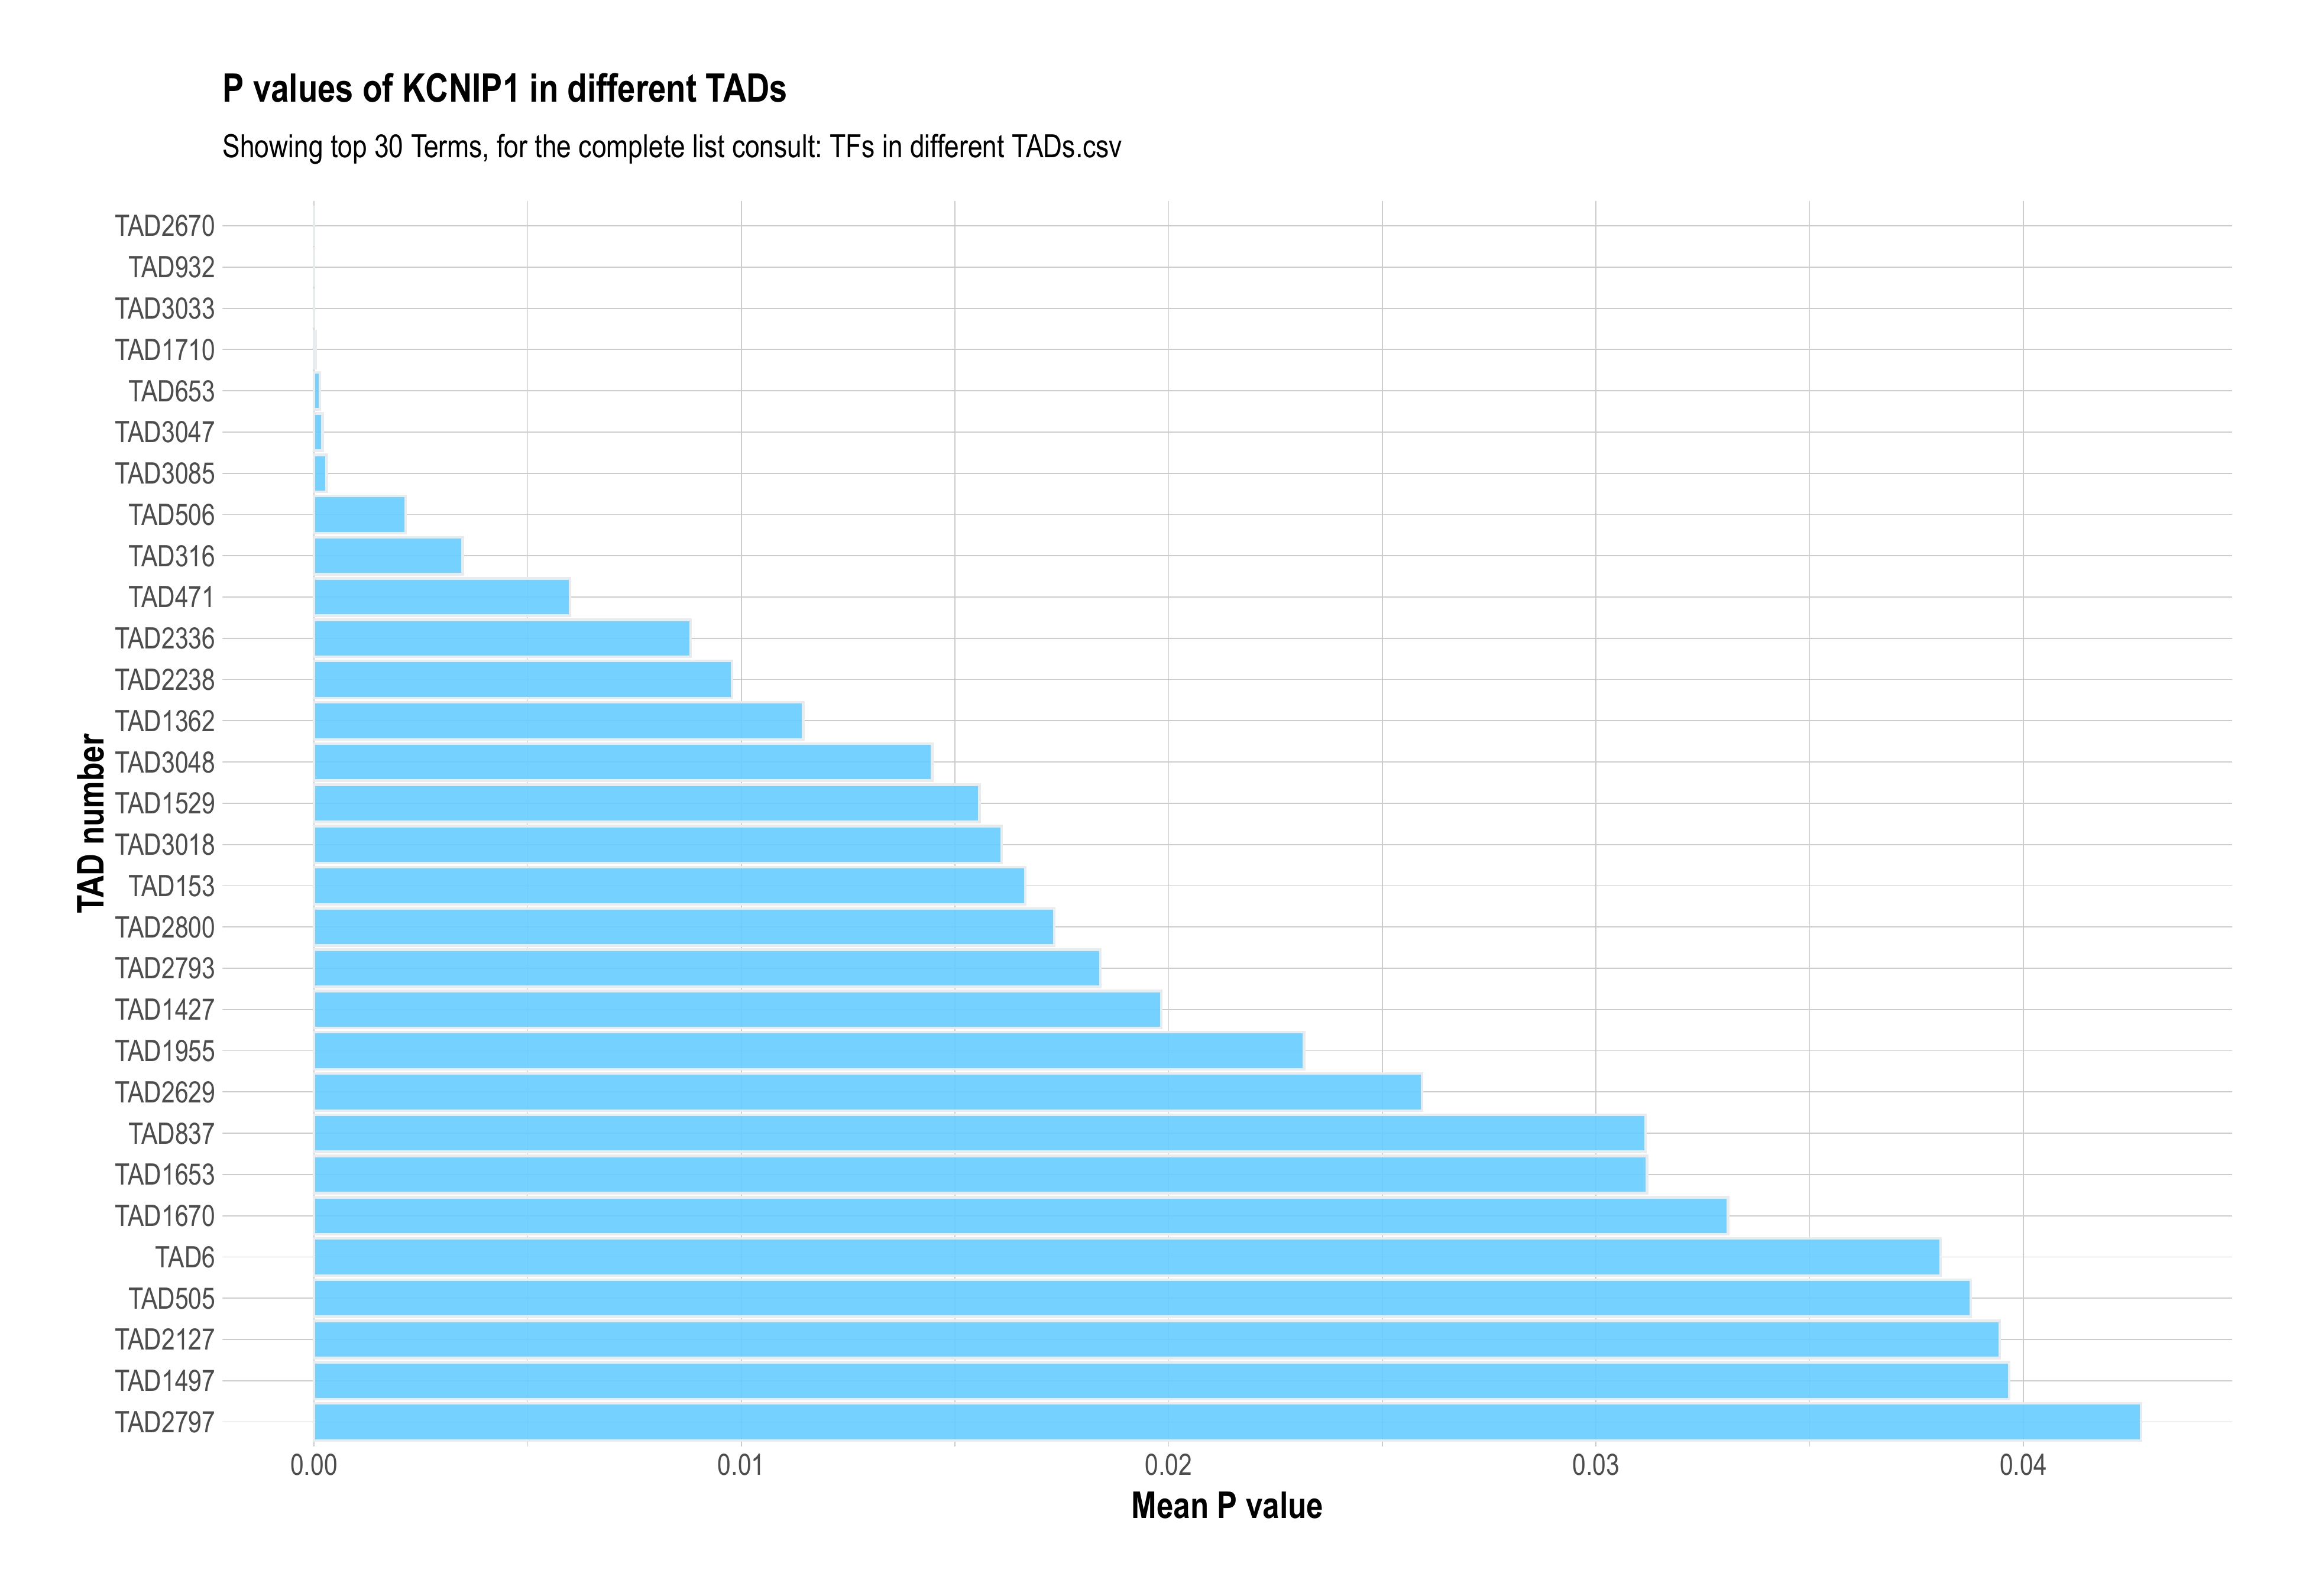 P values of KCNIP1 in different TADs
Showing top 30 Terms, for the complete list consult: TFs in different TADs.csv
TAD number
TAD2670
TAD932
TAD3033
TAD1710
TAD653
TAD3047
TAD3085
TAD506
TAD316
TAD471
TAD2336
TAD2238
TAD1362
TAD3048
TAD1529
TAD3018
TAD153
TAD2800
TAD2793
TAD1427
TAD1955
TAD2629
TAD837
TAD1653
TAD1670
TAD6
TAD505
TAD2127
TAD1497
TAD2797
0.00 0.01 0.02 0.03 0.04
Mean P value